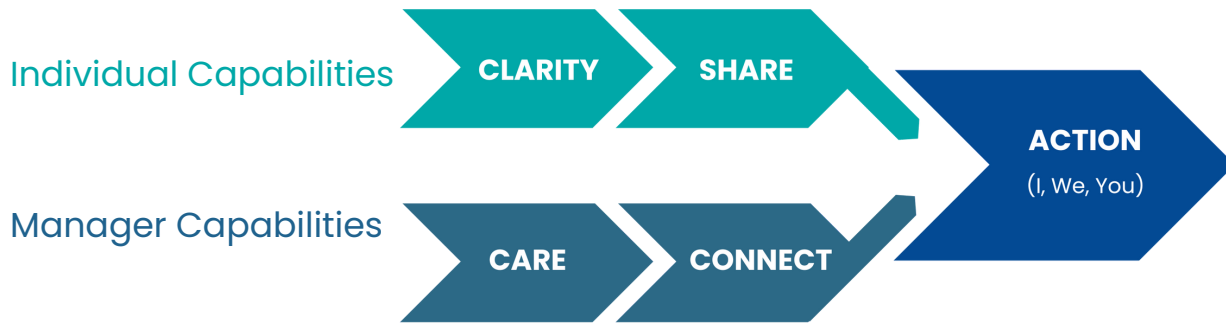 Individual Capabilities
CLARITY
SHARE
ACTION
(I, We, You)
Manager Capabilities
CARE
CONNECT